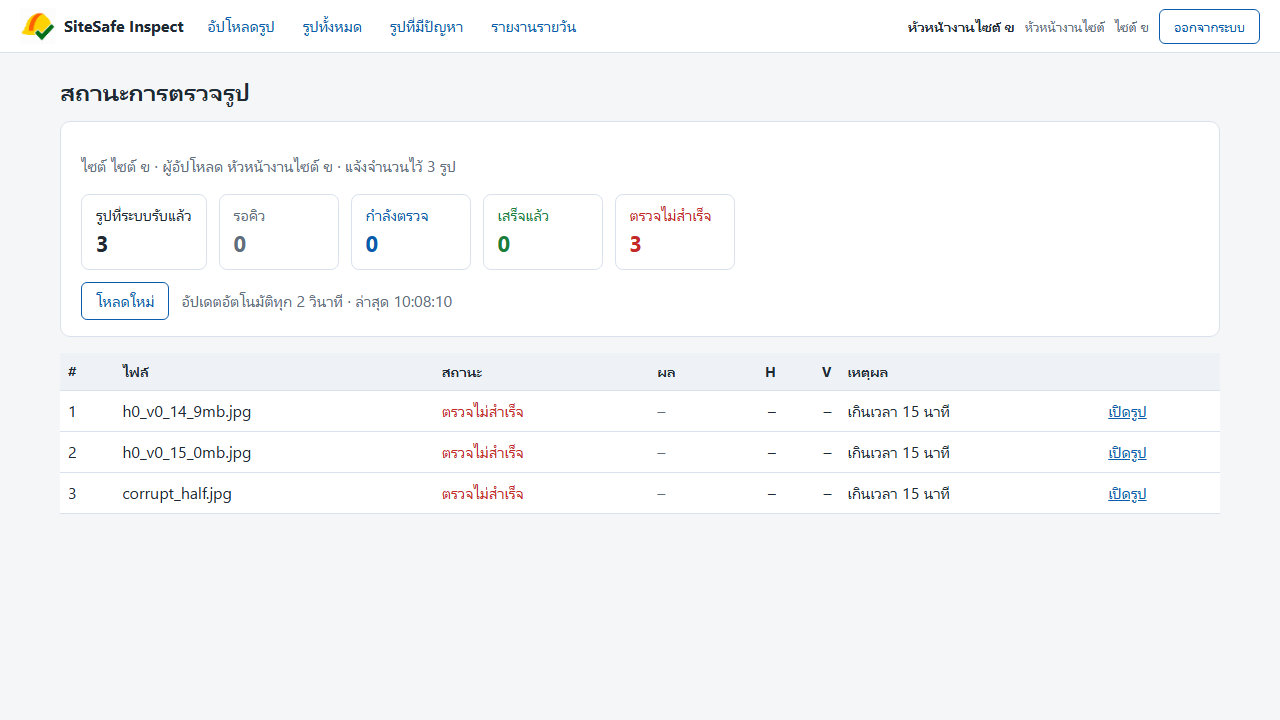 SiteSafe Inspect อัปโหลดรูป รูปทั้งหมด รูปที่มีปัญหา รายงานรายวัน หัวหน้างานไซต์ ข หัวหน้างานไซต์ ไซต์ ข ออกจากระบบ
สถานะการตรวจรูป
ไซต์ ไซต์ ข · ผู้อัปโหลด หัวหน้างานไซต์ ข · แจ้งจำนวนไว้ 3 รูป
รูปที่ระบบรับแล้ว รอคิว กำลังตรวจ เสร็จแล้ว ตรวจไม่สำเร็จ
3 0 0 0 3
โหลดใหม่ อัปเดตอัตโนมัติทุก 2 วินาที · ล่าสุด 10:08:10
# ไฟล์ สถานะ ผล H V เหตุผล
1 h0_v0_14_9mb.jpg ตรวจไม่สำเร็จ – – – เกินเวลา 15 นาที เปิดรูป
2 h0_v0_15_0mb.jpg ตรวจไม่สำเร็จ – – – เกินเวลา 15 นาที เปิดรูป
3 corrupt_half.jpg ตรวจไม่สำเร็จ – – – เกินเวลา 15 นาที เปิดรูป